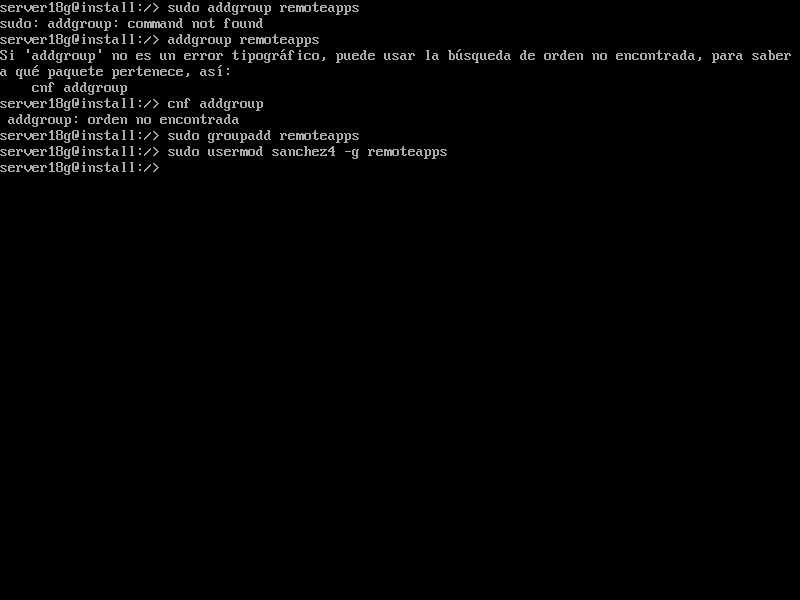 server18g@install:/> sudo addgroup remoteapps
sudo: addgroup: command not found
server18g@install:/> addgroup remoteapps
Si 'addgroup' no es un error tipográfico, puede usar la búsqueda de orden no encontrada, para saber
a qué paquete pertenece, así:
    cnf addgroup
server18g@install:/> cnf addgroup
 addgroup: orden no encontrada
server18g@install:/> sudo groupadd remoteapps
server18g@install:/> sudo usermod sanchez4 -g remoteapps
server18g@install:/>